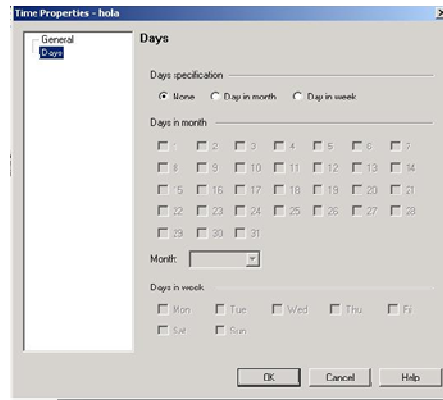 Time Properties - hola
General
Days
Days
Days specification
None Day in month Day in week
Days in month
1 2 3 4 5 6 7
8 9 10 11 12 13 14
15 16 17 18 19 20 21
22 23 24 25 26 27 28
29 30 31
Month:
Days in week
Mon Tue Wed Thu Fri
Sat Sun
OK Cancel Help